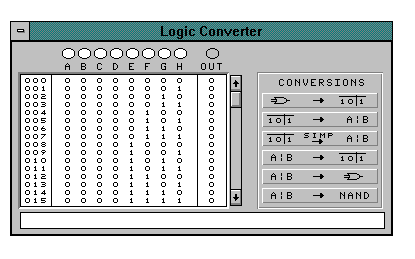 Logic Converter
A B C D E F G H OUT
CONVERSIONS
000 0 0 0 0 0 0 0 0 0
001 0 0 0 0 0 0 0 1 0
002 0 0 0 0 0 0 1 0 0
003 0 0 0 0 0 0 1 1 0
004 0 0 0 0 0 1 0 0 0
005 0 0 0 0 0 1 0 1 0
006 0 0 0 0 0 1 1 0 0
007 0 0 0 0 0 1 1 1 0
008 0 0 0 0 1 0 0 0 0
009 0 0 0 0 1 0 0 1 0
010 0 0 0 0 1 0 1 0 0
011 0 0 0 0 1 0 1 1 0
012 0 0 0 0 1 1 0 0 0
013 0 0 0 0 1 1 0 1 0
014 0 0 0 0 1 1 1 0 0
015 0 0 0 0 1 1 1 1 0
→ 10|1
10|1 → A|B
10|1 SIMP → A|B
A|B → 10|1
A|B →
A|B → NAND